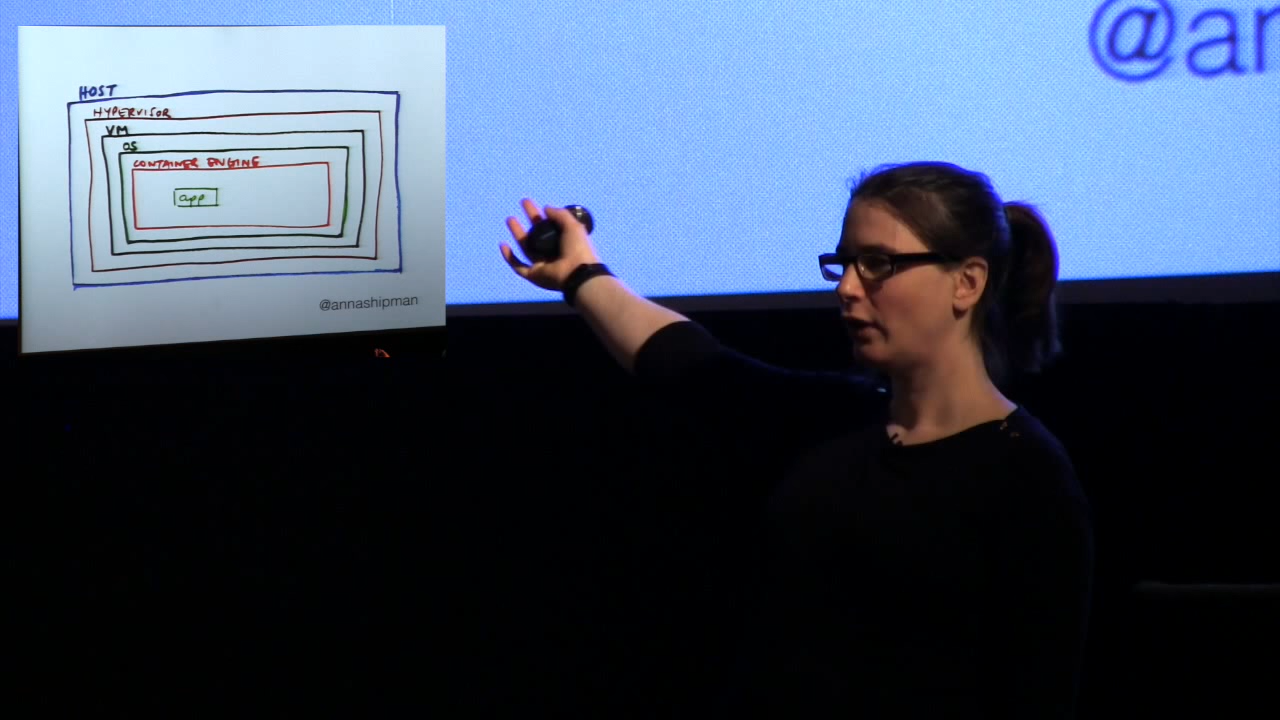 HOST
HYPERVISOR
VM
OS
CONTAINER ENGINE
app
@annashipman
@an